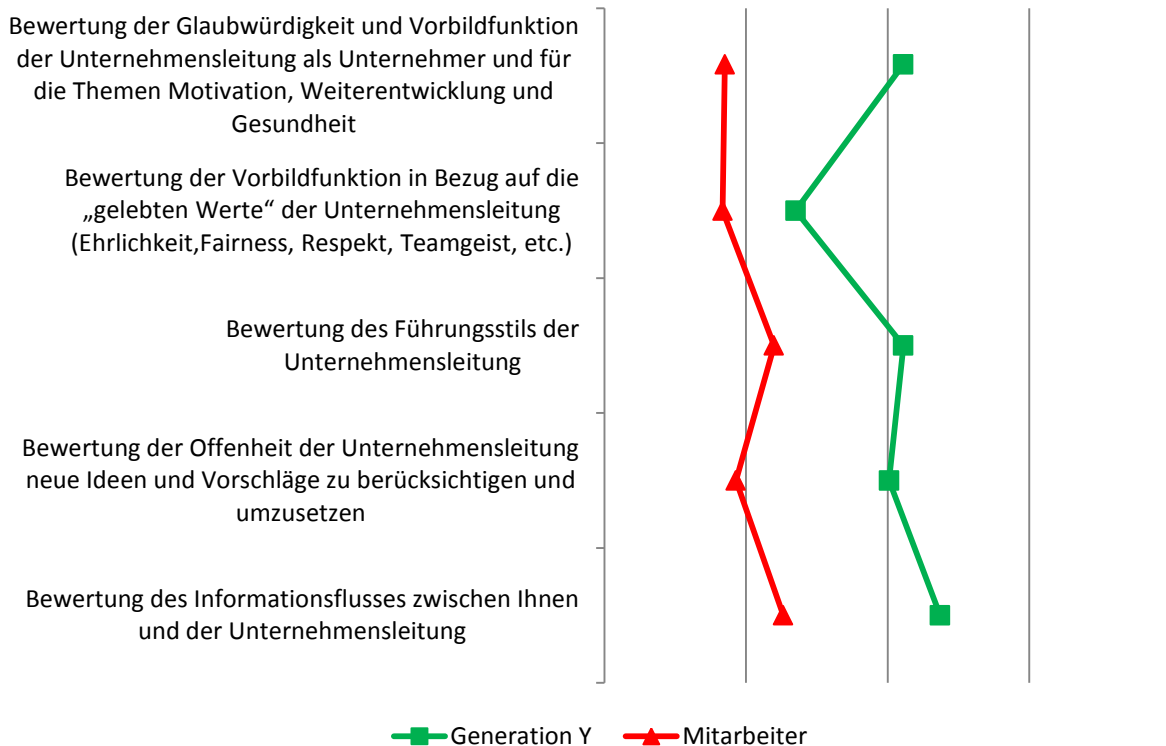 Bewertung der Glaubwürdigkeit und Vorbildfunktion
der Unternehmensleitung als Unternehmer und für
die Themen Motivation, Weiterentwicklung und
Gesundheit
Bewertung der Vorbildfunktion in Bezug auf die
„gelebten Werte“ der Unternehmensleitung
(Ehrlichkeit,Fairness, Respekt, Teamgeist, etc.)
Bewertung des Führungsstils der
Unternehmensleitung
Bewertung der Offenheit der Unternehmensleitung
neue Ideen und Vorschläge zu berücksichtigen und
umzusetzen
Bewertung des Informationsflusses zwischen Ihnen
und der Unternehmensleitung
Generation Y Mitarbeiter